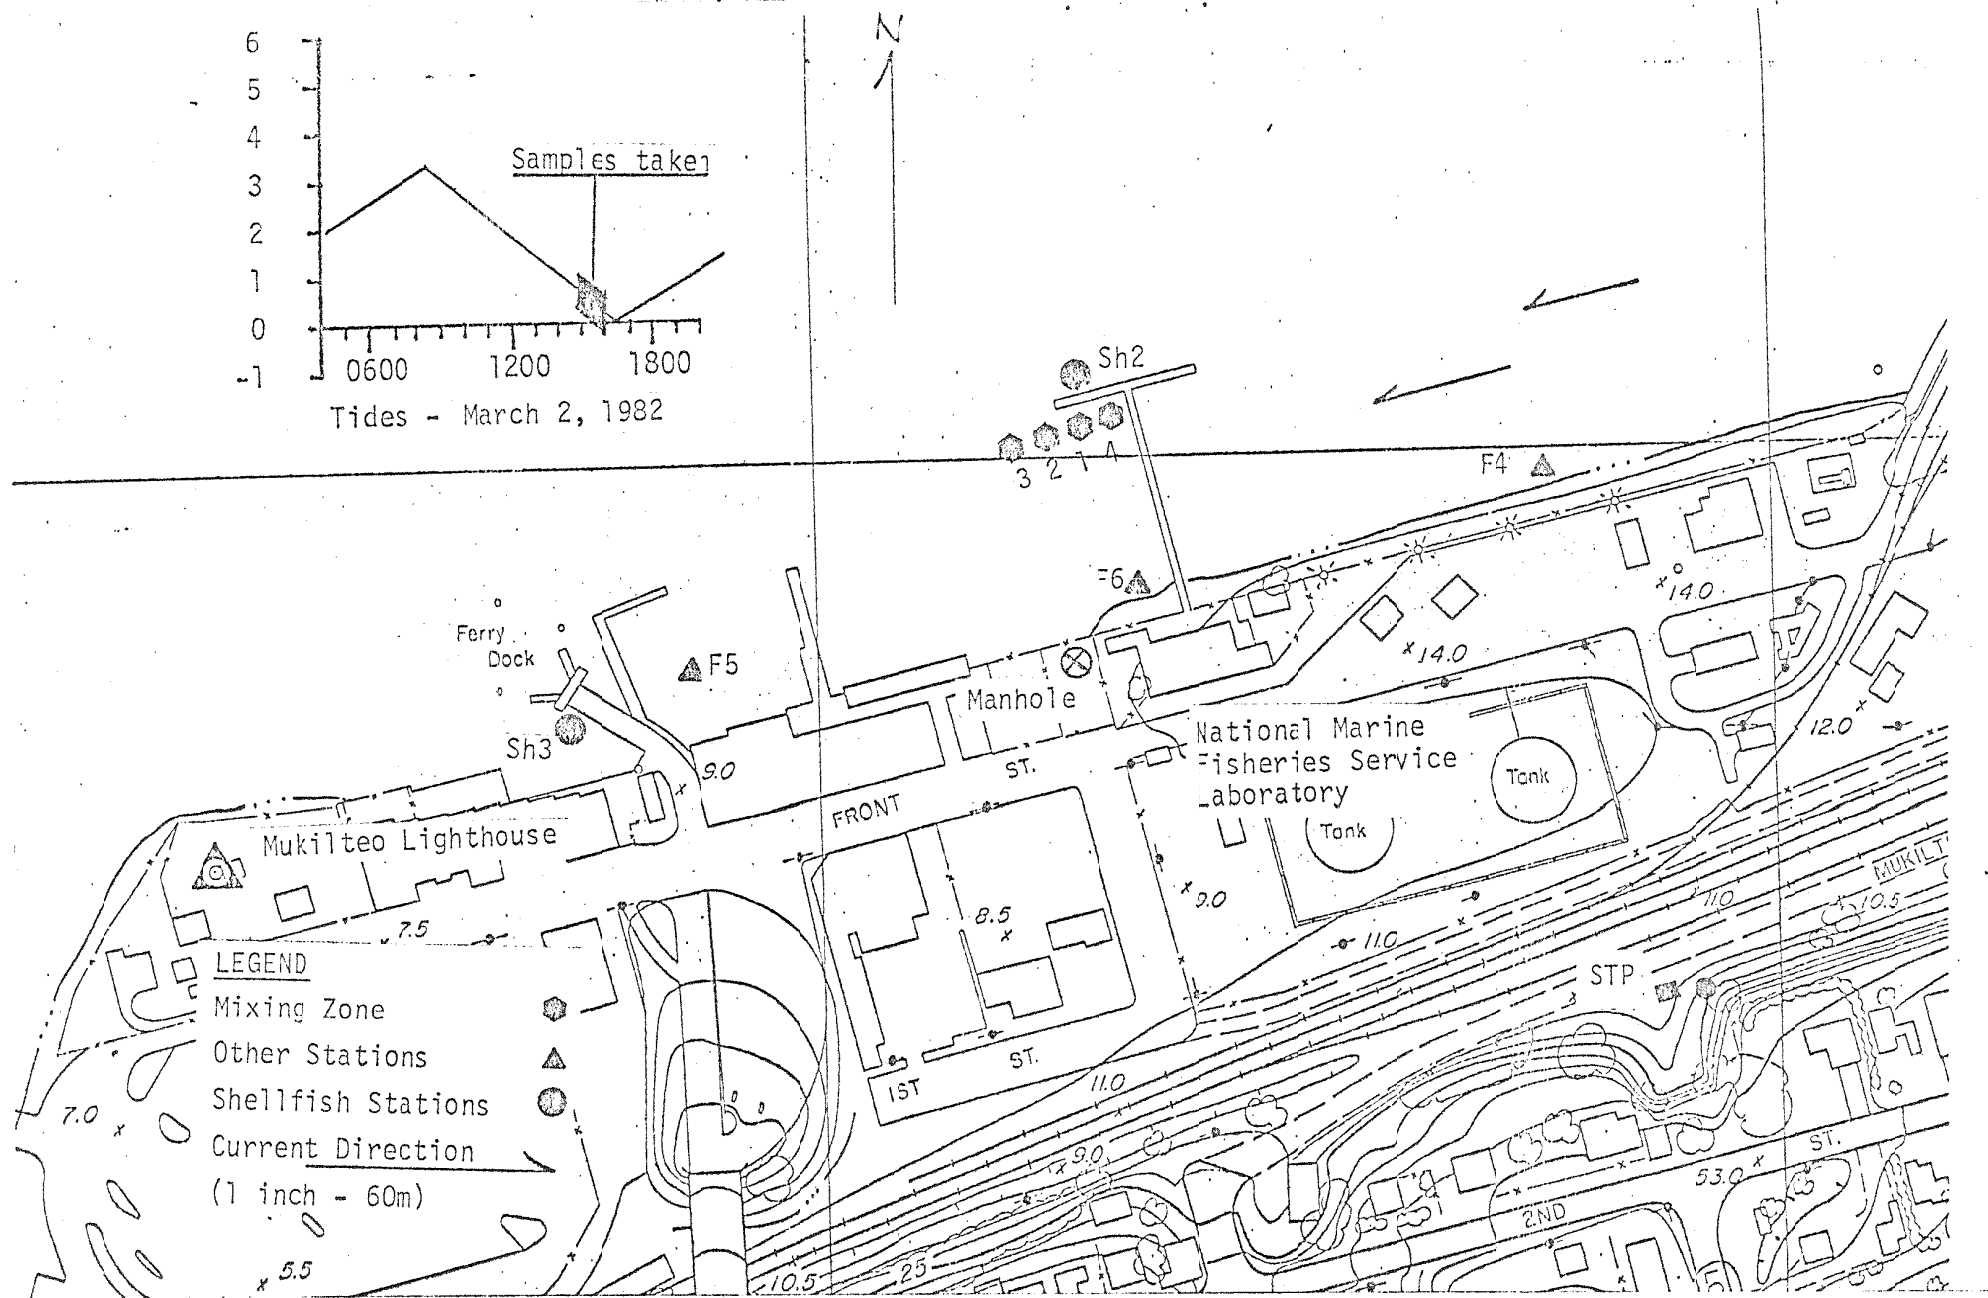 N
6
5
4
3
2
1
0
-1
Samples taken
0600 1200 1800
Tides - March 2, 1982
Sh2
3 2 1 4
F4
F6
F5
Ferry
Dock
Sh3
Manhole
National Marine
Fisheries Service
Laboratory
Tank
Tank
14.0
14.0
12.0
9.0
FRONT ST.
Mukilteo Lighthouse
7.5
8.5
9.0
11.0
11.0
10.5
STP
LEGEND
Mixing Zone
Other Stations
Shellfish Stations
Current Direction
(1 inch - 60m)
1ST ST.
11.0
9.0
7.0
5.5
10.5
25
2ND ST.
53.0